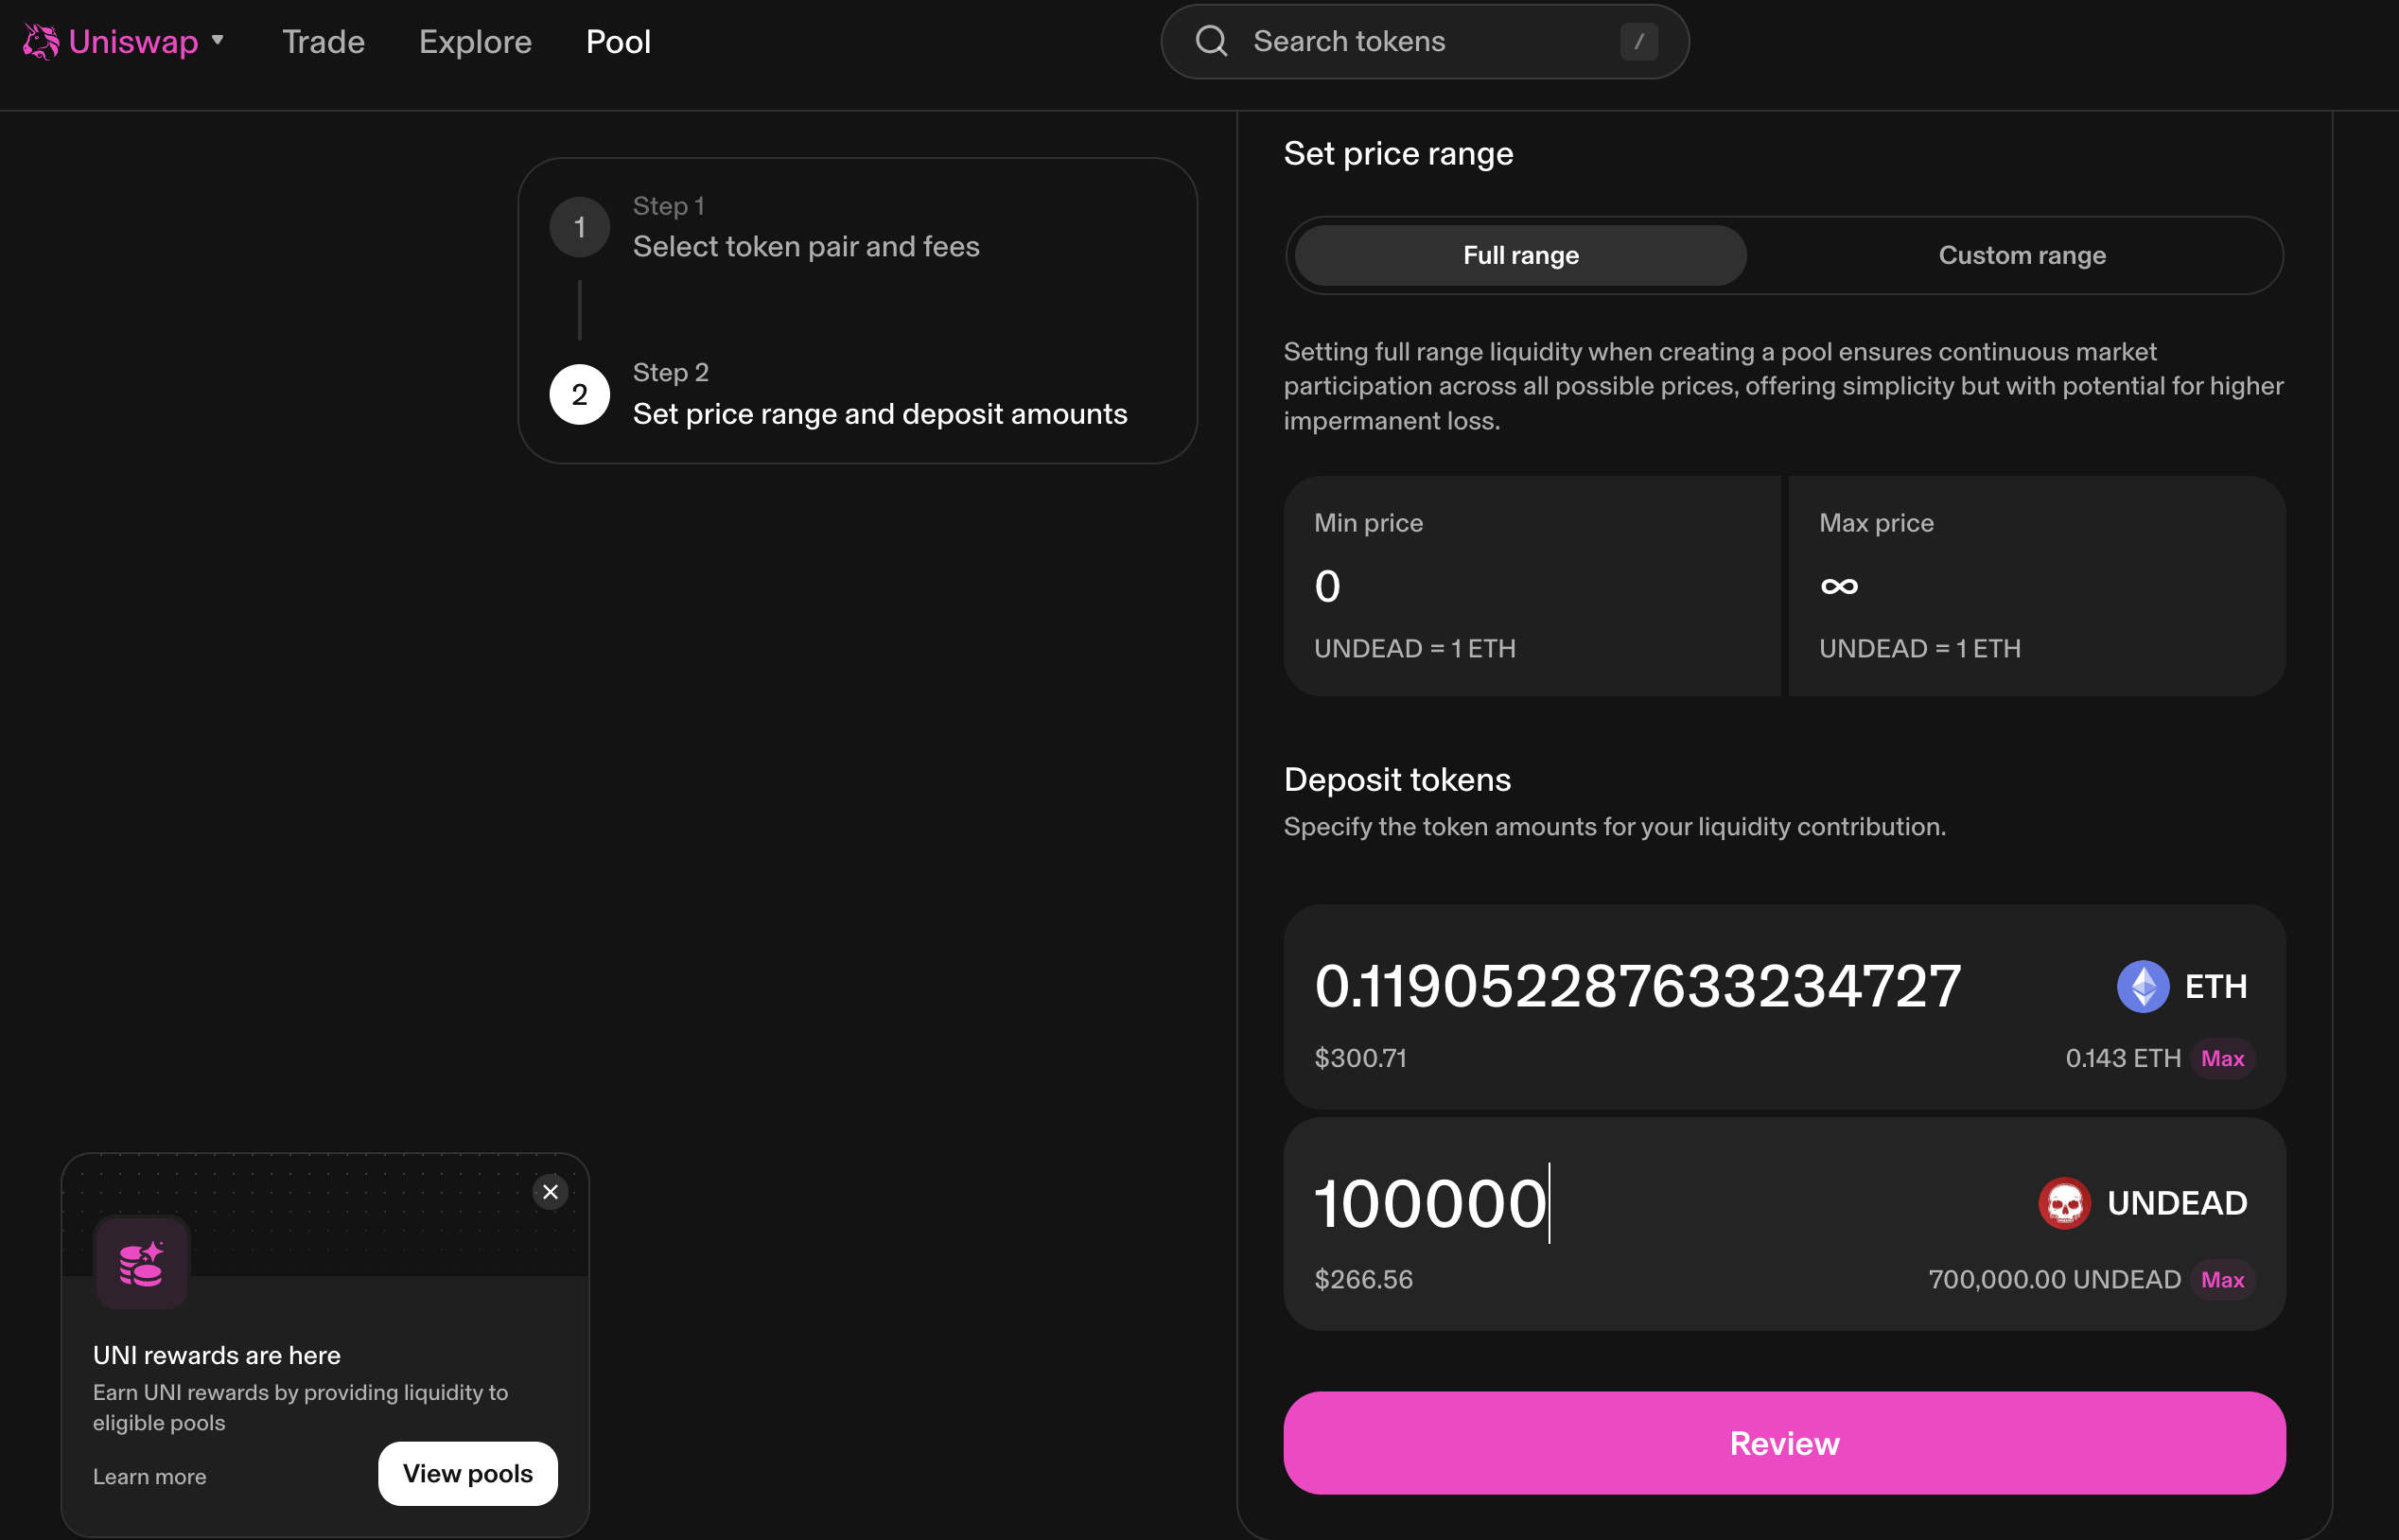 Uniswap Trade Explore Pool Search tokens /
1
Step 1
Select token pair and fees
2
Step 2
Set price range and deposit amounts
Set price range
Full range Custom range
Setting full range liquidity when creating a pool ensures continuous market
participation across all possible prices, offering simplicity but with potential for higher
impermanent loss.
Min price
0
UNDEAD = 1 ETH
Max price
∞
UNDEAD = 1 ETH
Deposit tokens
Specify the token amounts for your liquidity contribution.
0.119052287633234727 ETH
$300.71 0.143 ETH Max
100000 UNDEAD
$266.56 700,000.00 UNDEAD Max
Review
UNI rewards are here
Earn UNI rewards by providing liquidity to
eligible pools
Learn more View pools